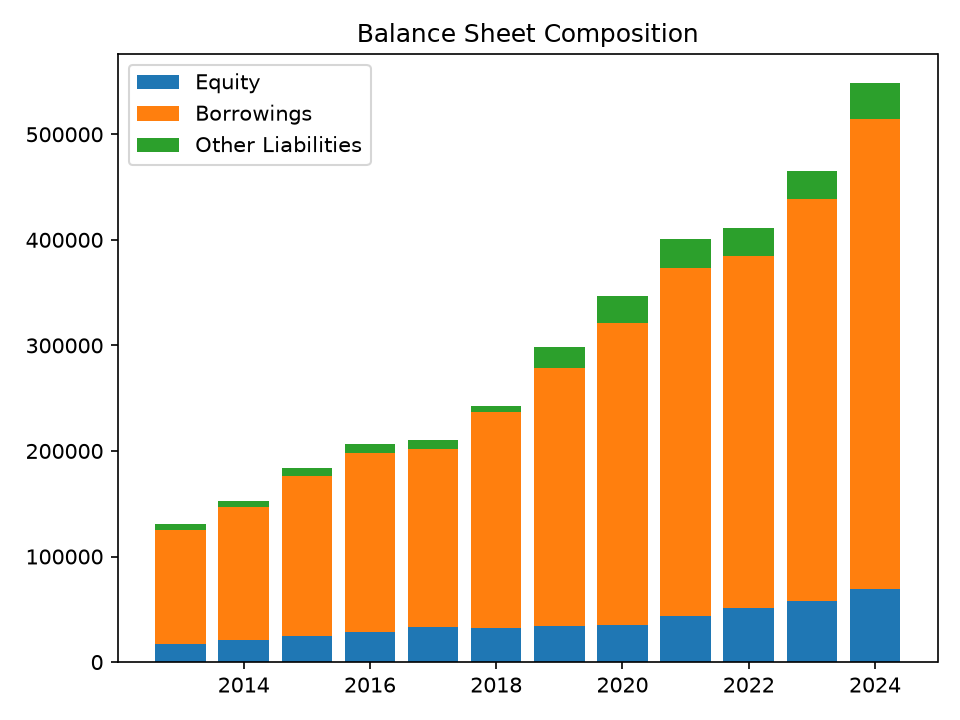 Balance Sheet Composition
Equity
Borrowings
Other Liabilities
500000
400000
300000
200000
100000
0
2014 2016 2018 2020 2022 2024